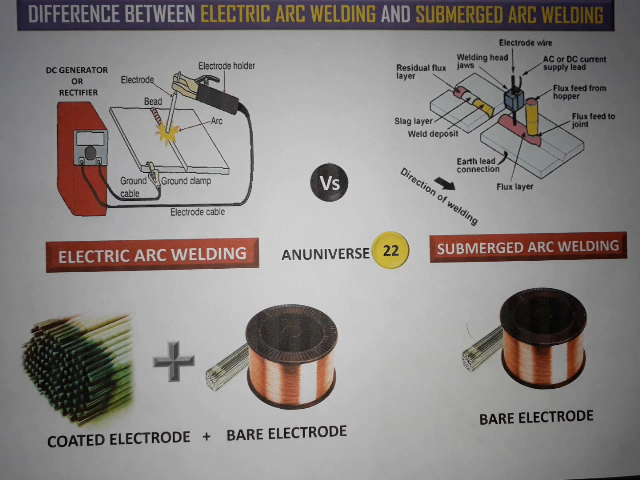 DIFFERENCE BETWEEN ELECTRIC ARC WELDING AND SUBMERGED ARC WELDING
DC GENERATOR
OR
RECTIFIER
Electrode
Electrode holder
Bead
Arc
Ground
cable
Ground clamp
Electrode cable
Vs
Electrode wire
Welding head
jaws
AC or DC current
supply lead
Residual flux
layer
Flux feed from
hopper
Slag layer
Flux feed to
joint
Weld deposit
Earth lead
connection
Flux layer
Direction of welding
ELECTRIC ARC WELDING
ANUNIVERSE 22
SUBMERGED ARC WELDING
COATED ELECTRODE + BARE ELECTRODE
BARE ELECTRODE